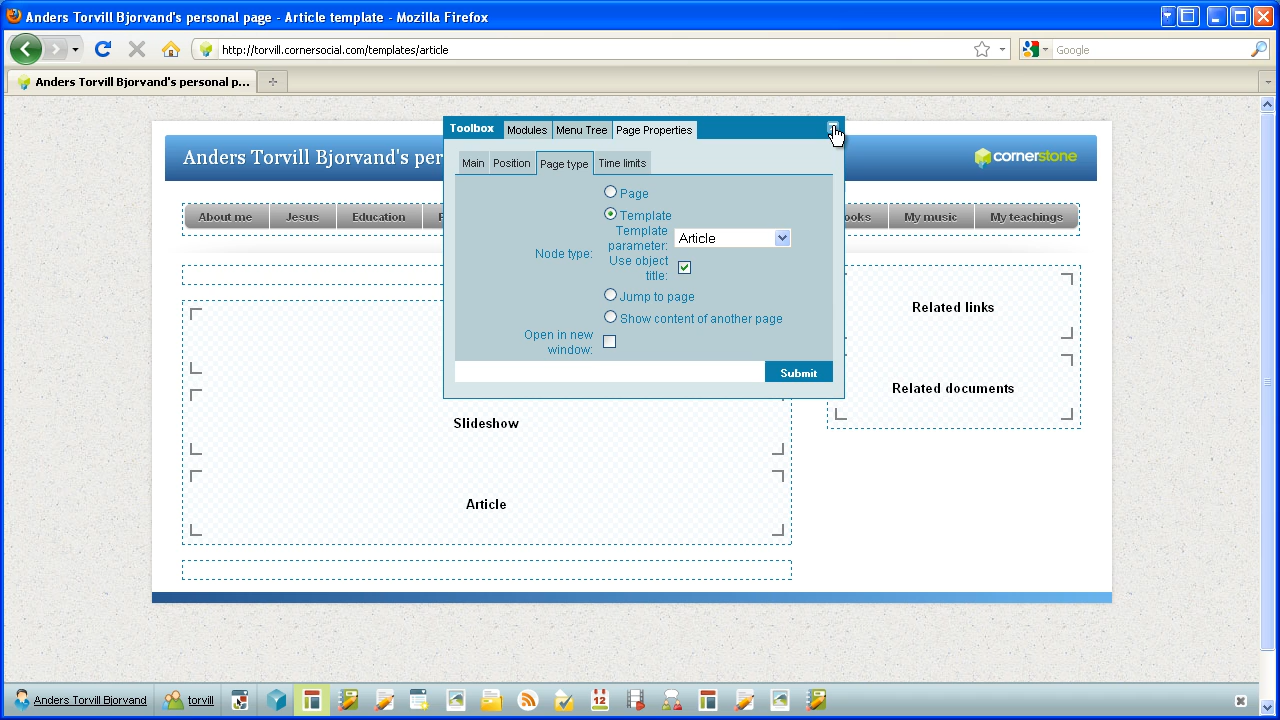 Anders Torvill Bjorvand's personal page - Article template - Mozilla Firefox
http://torvill.cornersocial.com/templates/article
Google
Anders Torvill Bjorvand's personal p...
Toolbox
Modules
Menu Tree
Page Properties
Anders Torvill Bjorvand's per
cornerstone
Main
Position
Page type
Time limits
About me
Jesus
Education
My music
My teachings
Node type:
Page
Template
Template parameter:
Article
Use object title:
Jump to page
Show content of another page
Open in new window:
Submit
Related links
Related documents
Slideshow
Article
Anders Torvill Bjorvand
torvill
12